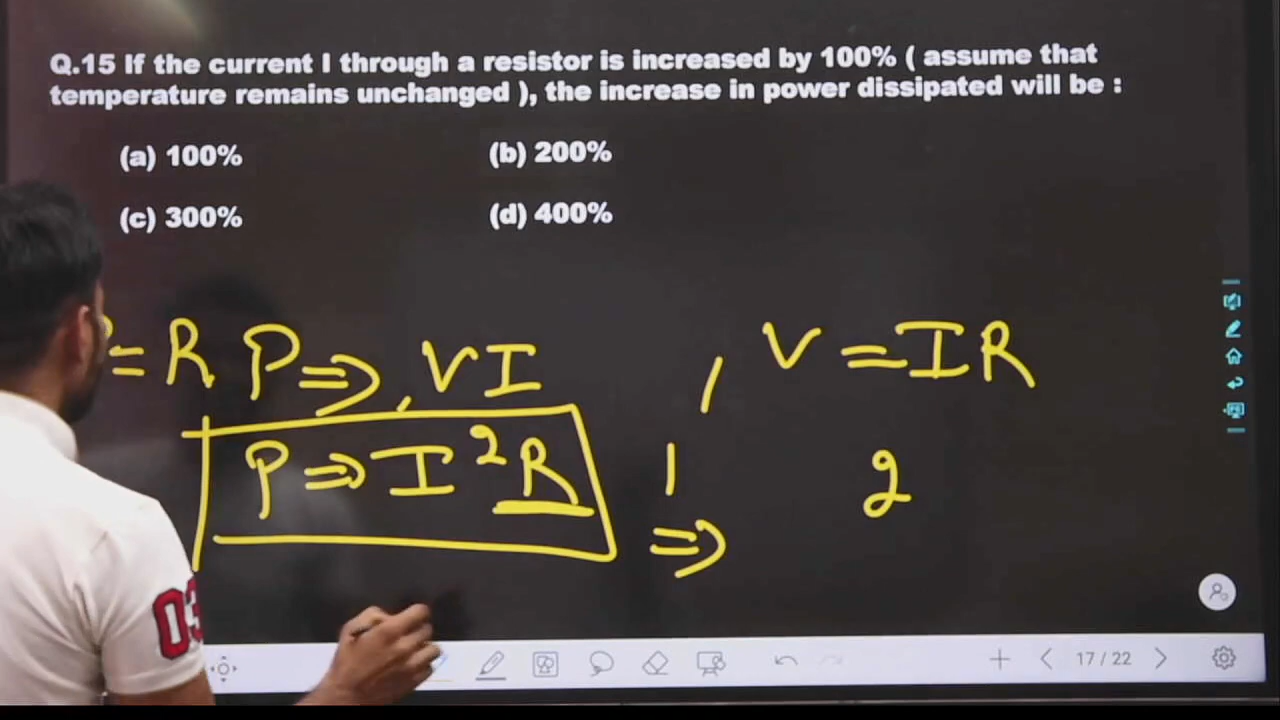 Q.15 If the current I through a resistor is increased by 100% ( assume that
temperature remains unchanged ), the increase in power dissipated will be :
(a) 100% (b) 200%
(c) 300% (d) 400%
= R P ⇒ VI , V = IR
P ⇒ I²R 1 2
⇒
03
17 / 22